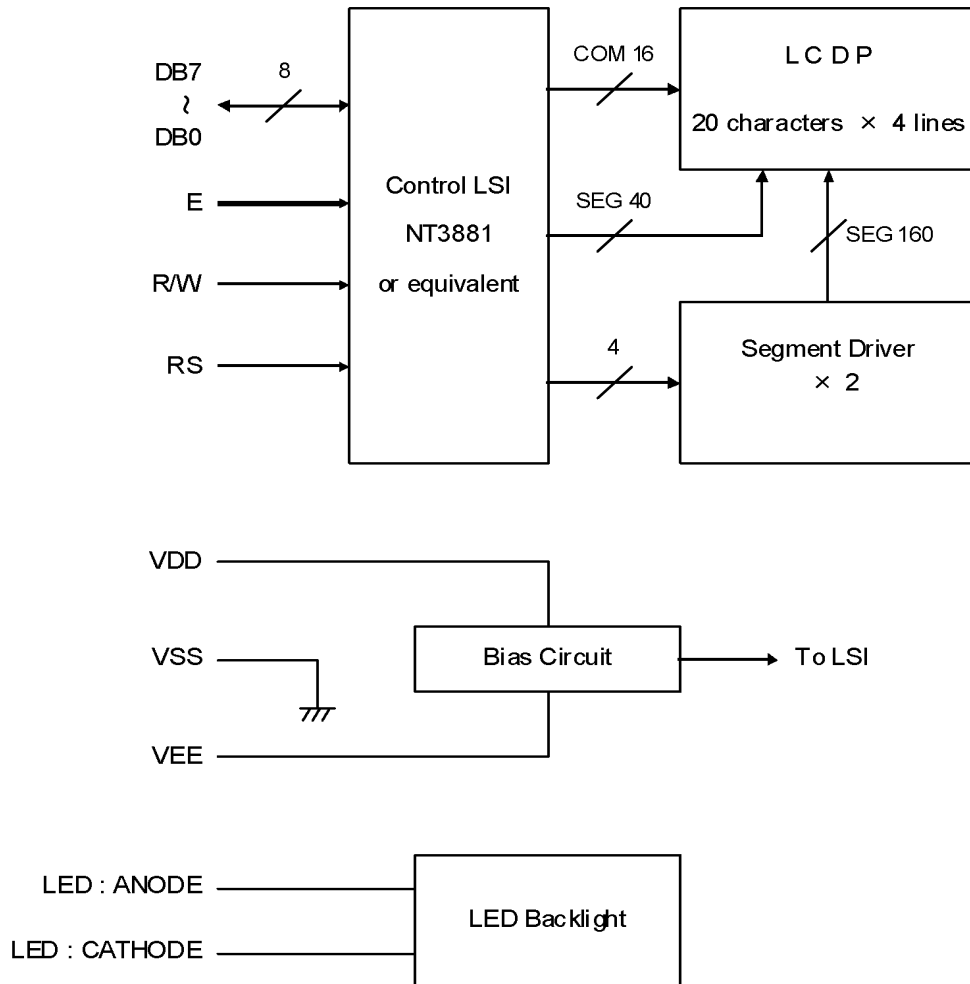 DB7
~
DB0
8
E
R/W
RS
Control LSI
NT3881
or equivalent
COM 16
SEG 40
4
L C D P
20 characters × 4 lines
SEG 160
Segment Driver
× 2
VDD
VSS
VEE
Bias Circuit
To LSI
LED : ANODE
LED : CATHODE
LED Backlight